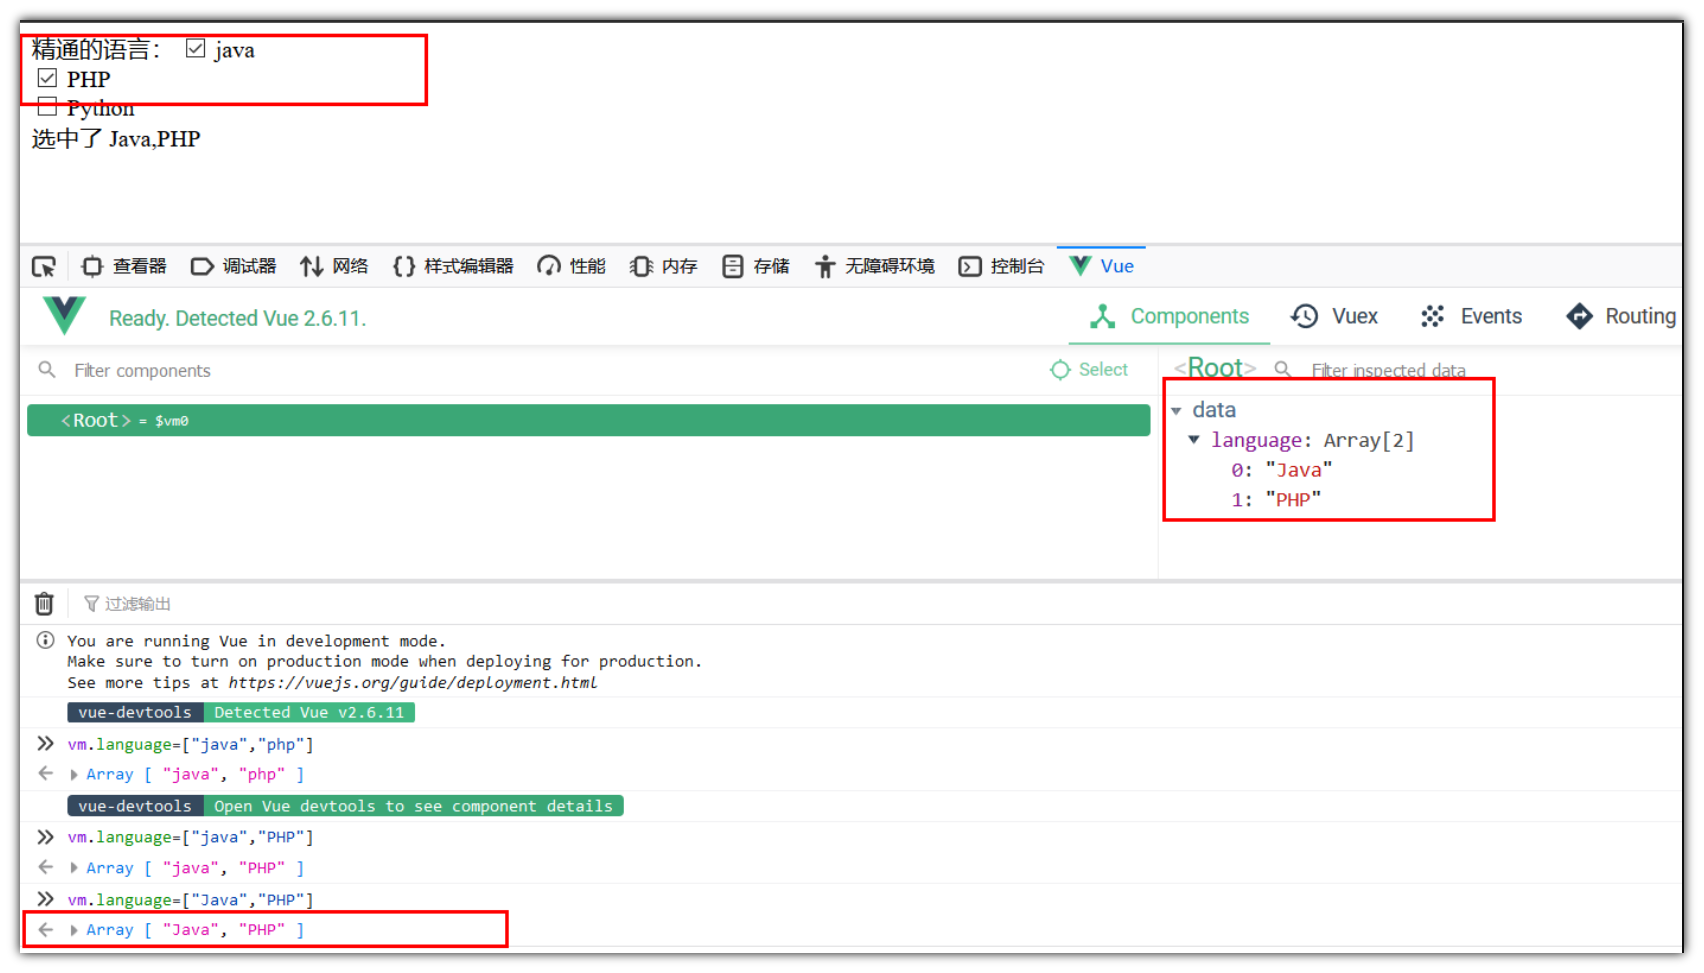 精通的语言： java
PHP
Python
选中了 Java,PHP
查看器 调试器 网络 {} 样式编辑器 性能 内存 存储 无障碍环境 控制台 Vue
Ready. Detected Vue 2.6.11. Components Vuex Events Routing
Filter components Select <Root> Filter inspected data
<Root> = $vm0
data
language: Array[2]
0: "Java"
1: "PHP"
过滤输出
You are running Vue in development mode.
Make sure to turn on production mode when deploying for production.
See more tips at https://vuejs.org/guide/deployment.html
vue-devtools Detected Vue v2.6.11
vm.language=["java","php"]
Array [ "java", "php" ]
vue-devtools Open Vue devtools to see component details
vm.language=["java","PHP"]
Array [ "java", "PHP" ]
vm.language=["Java","PHP"]
Array [ "Java", "PHP" ]